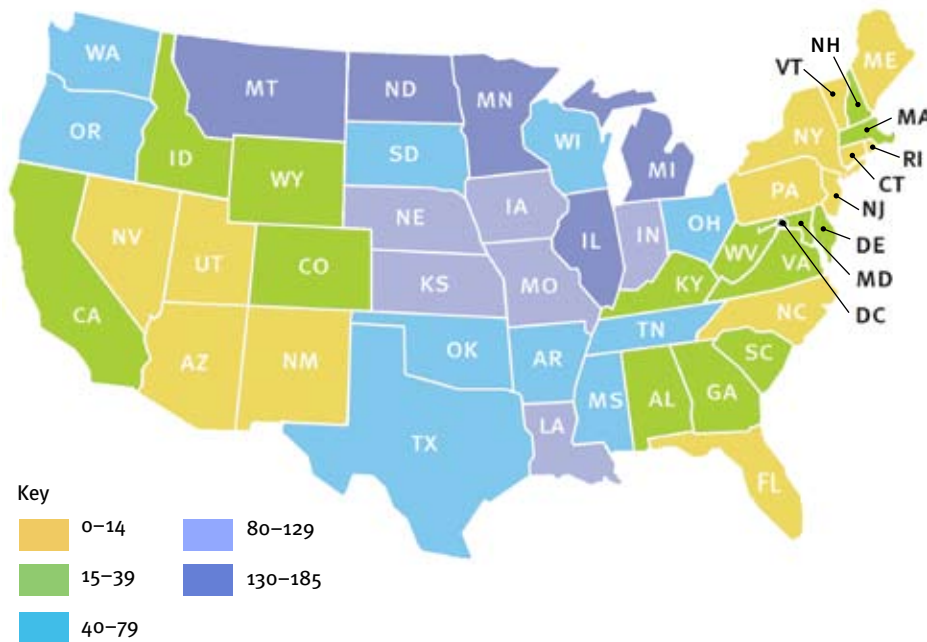 NH
ME
VT
WA
MT
ND
MN
MA
OR
NY
WI
RI
ID
SD
MI
CT
WY
PA
NJ
IA
NE
OH
NV
IL
IN
DE
UT
WV
CO
VA
MD
KS
MO
KY
CA
NC
DC
TN
OK
AZ
NM
AR
SC
MS
AL
GA
LA
TX
FL
Key
0–14
80–129
15–39
130–185
40–79